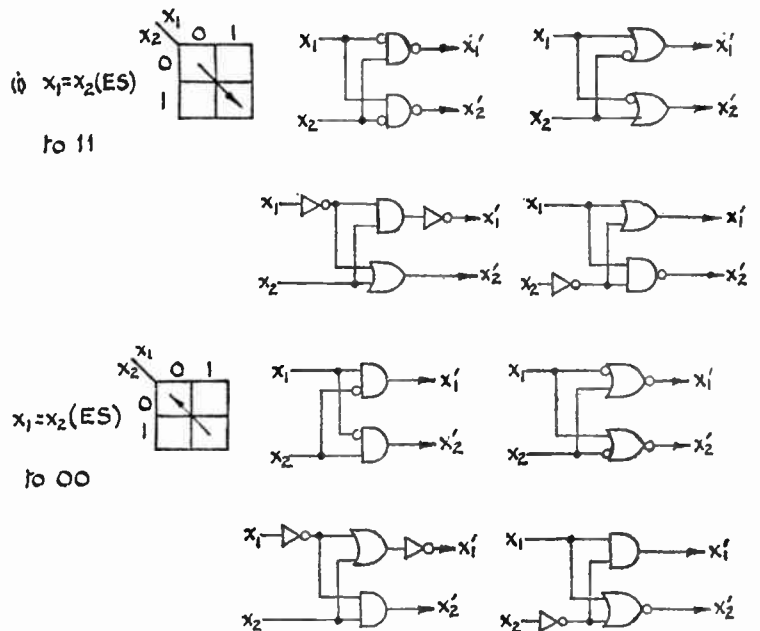 x₁
x₂ 0 1
0
1
(i) x₁=x₂(ES)
to 11
x₁ x₁′
x₂ x₂′
x₁ x₁′
x₂ x₂′
x₁ x₁′
x₂ x₂′
x₁ x₁′
x₂ x₂′
x₁
x₂ 0 1
0
1
x₁=x₂(ES)
to 00
x₁ x₁′
x₂ x₂′
x₁ x₁′
x₂ x₂′
x₁ x₁′
x₂ x₂′
x₁ x₁′
x₂ x₂′